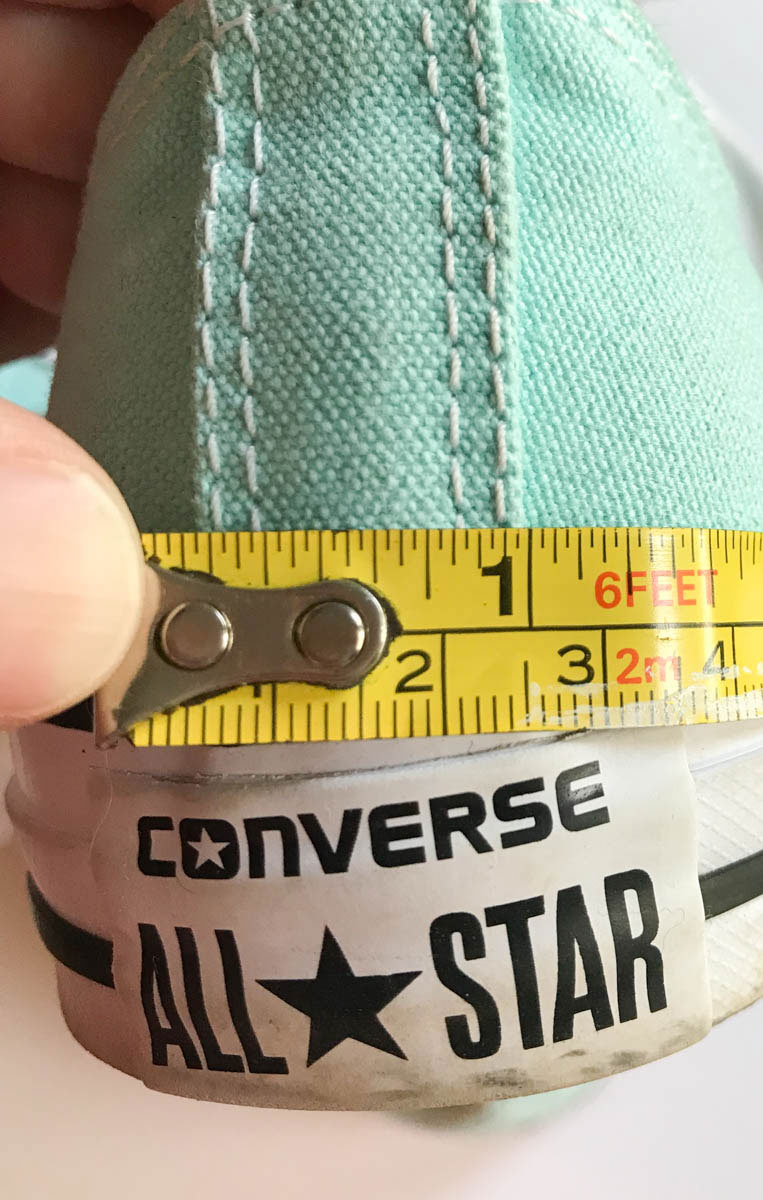 1
6FEET
2 3 2m 4
CONVERSE
ALL★STAR